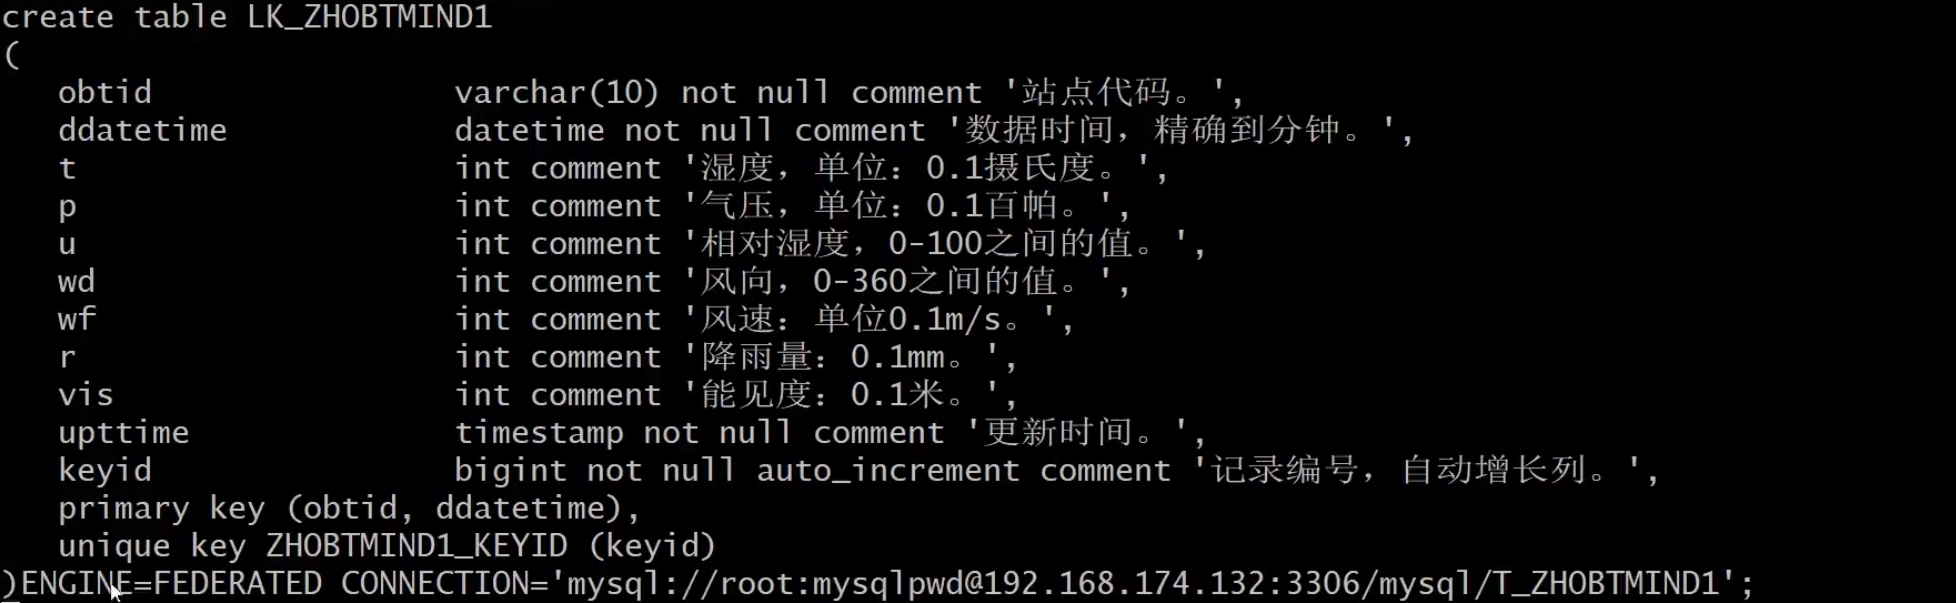 create table LK_ZHOBTMIND1
(
obtid varchar(10) not null comment '站点代码。',
ddatetime datetime not null comment '数据时间，精确到分钟。',
t int comment '湿度，单位：0.1摄氏度。',
p int comment '气压，单位：0.1百帕。',
u int comment '相对湿度，0-100之间的值。',
wd int comment '风向，0-360之间的值。',
wf int comment '风速：单位0.1m/s。',
r int comment '降雨量：0.1mm。',
vis int comment '能见度：0.1米。',
upttime timestamp not null comment '更新时间。',
keyid bigint not null auto_increment comment '记录编号，自动增长列。',
primary key (obtid, ddatetime),
unique key ZHOBTMIND1_KEYID (keyid)
)ENGINE=FEDERATED CONNECTION='mysql://root:mysqlpwd@192.168.174.132:3306/mysql/T_ZHOBTMIND1';